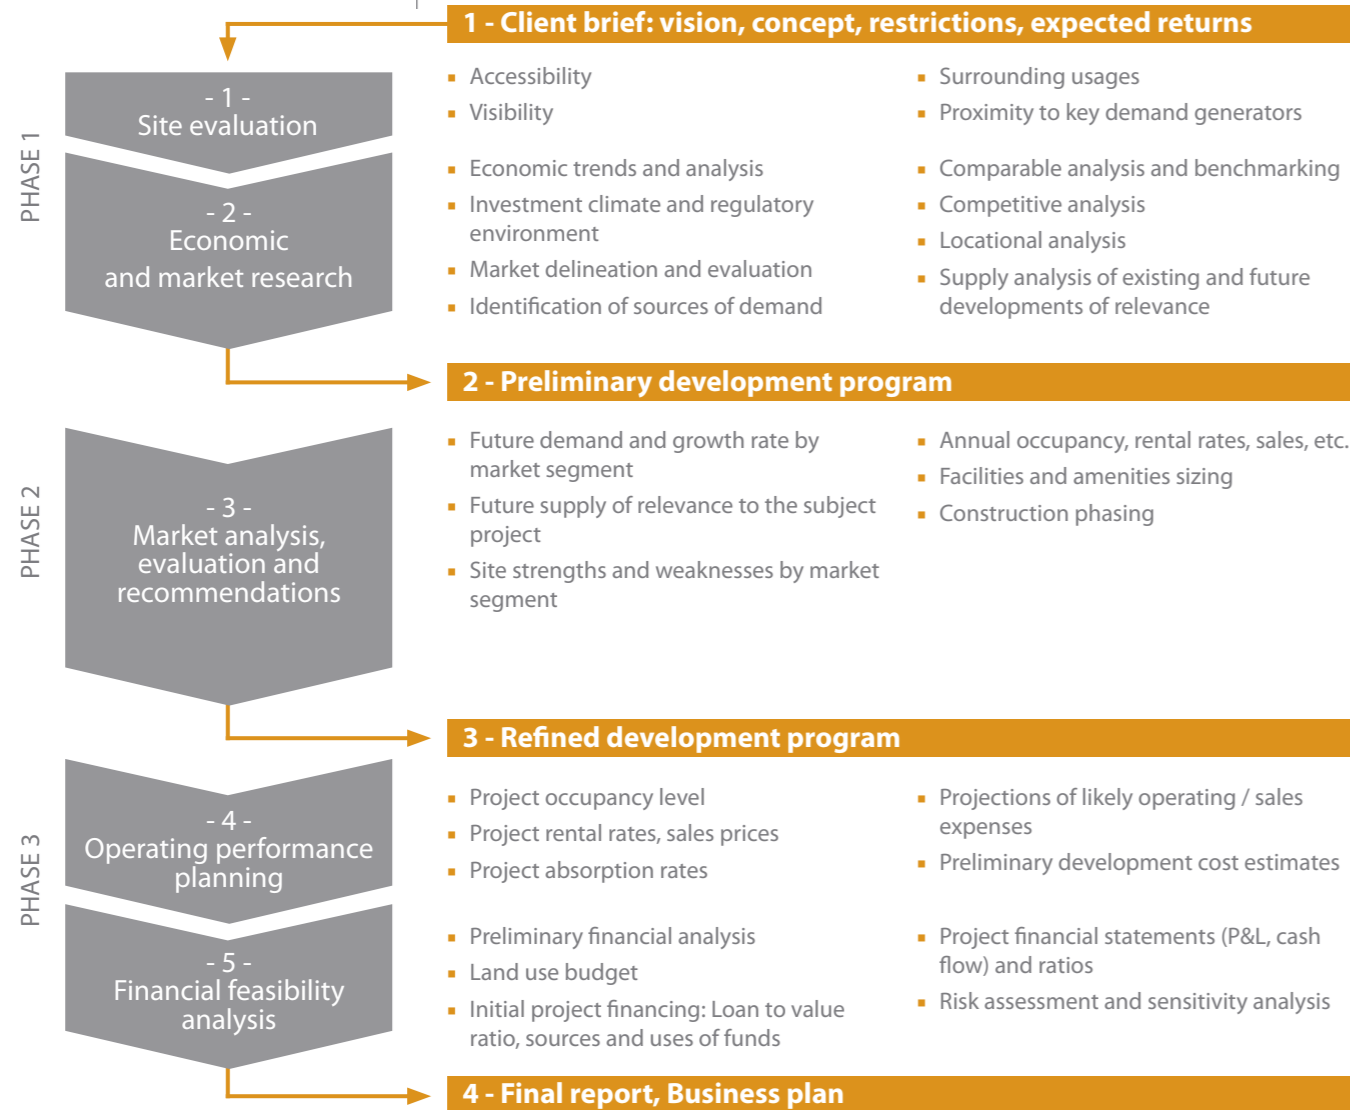 1 - Client brief: vision, concept, restrictions, expected returns
PHASE 1
- 1 -
Site evaluation
▪ Accessibility
▪ Visibility
▪ Surrounding usages
▪ Proximity to key demand generators
- 2 -
Economic
and market research
▪ Economic trends and analysis
▪ Investment climate and regulatory
environment
▪ Market delineation and evaluation
▪ Identification of sources of demand
▪ Comparable analysis and benchmarking
▪ Competitive analysis
▪ Locational analysis
▪ Supply analysis of existing and future
developments of relevance
2 - Preliminary development program
PHASE 2
- 3 -
Market analysis,
evaluation and
recommendations
▪ Future demand and growth rate by
market segment
▪ Future supply of relevance to the subject
project
▪ Site strengths and weaknesses by market
segment
▪ Annual occupancy, rental rates, sales, etc.
▪ Facilities and amenities sizing
▪ Construction phasing
3 - Refined development program
PHASE 3
- 4 -
Operating performance
planning
▪ Project occupancy level
▪ Project rental rates, sales prices
▪ Project absorption rates
▪ Projections of likely operating / sales
expenses
▪ Preliminary development cost estimates
- 5 -
Financial feasibility
analysis
▪ Preliminary financial analysis
▪ Land use budget
▪ Initial project financing: Loan to value
ratio, sources and uses of funds
▪ Project financial statements (P&L, cash
flow) and ratios
▪ Risk assessment and sensitivity analysis
4 - Final report, Business plan